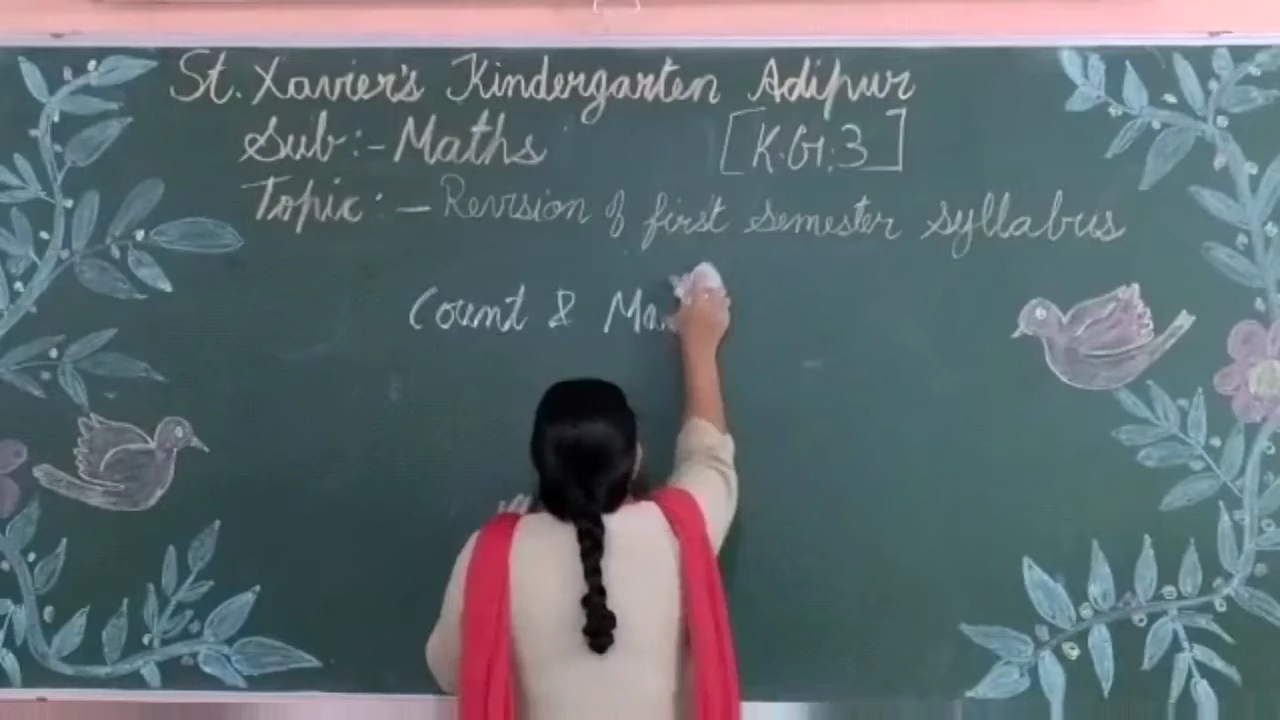 St. Xavier's Kindergarten Adipur
Sub:- Maths [K.G.:3]
Topic:- Revision of first semester syllabus
Count &